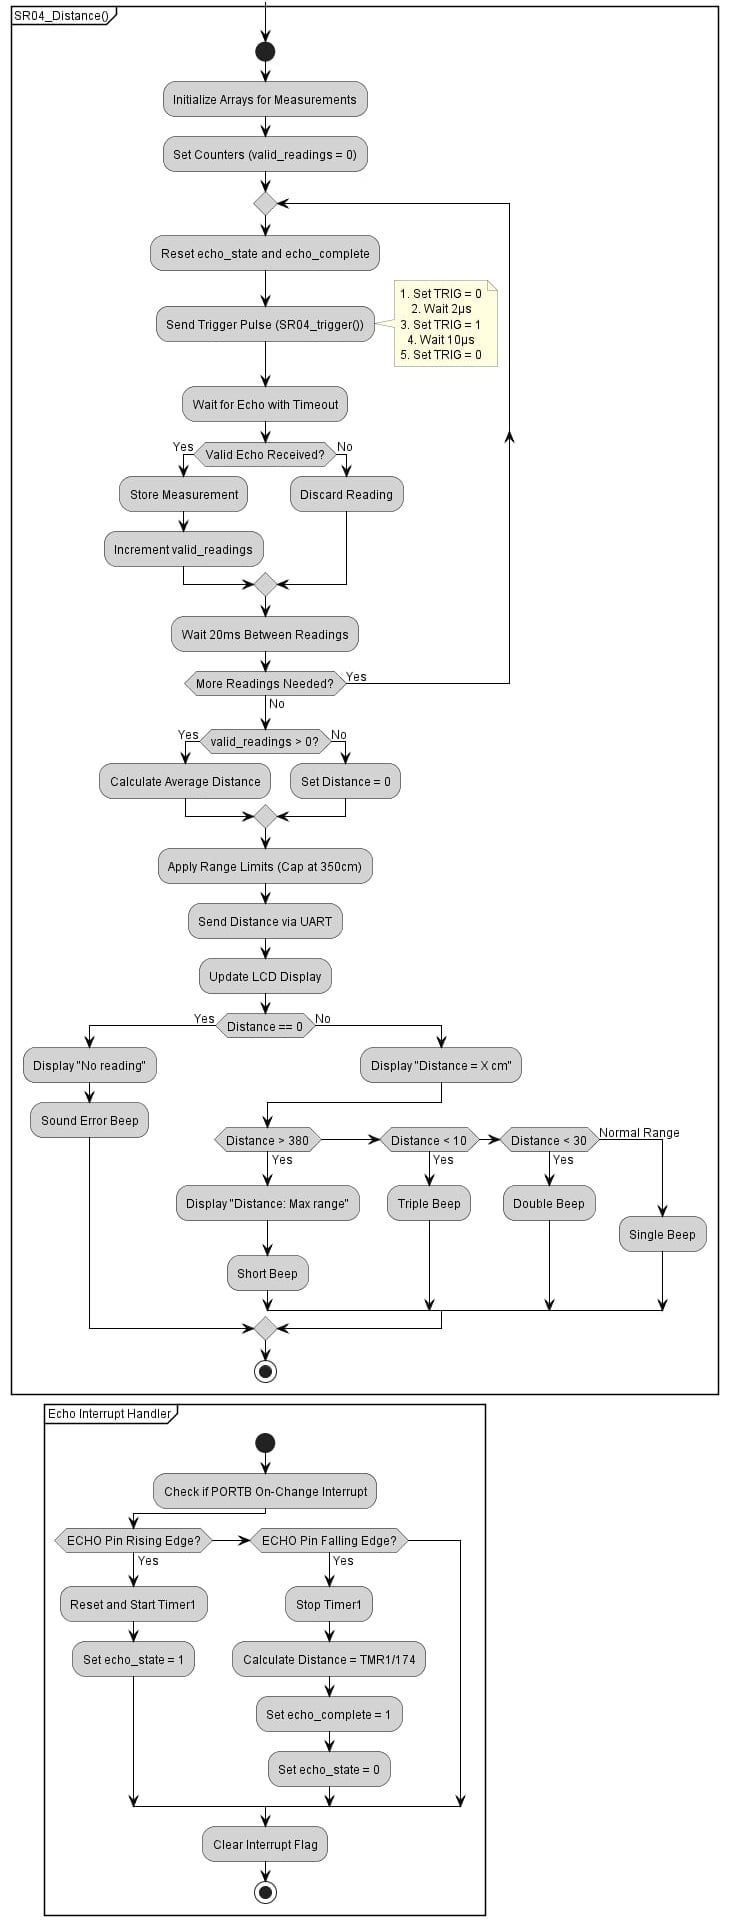 SR04_Distance()
Initialize Arrays for Measurements
Set Counters (valid_readings = 0)
Reset echo_state and echo_complete
Send Trigger Pulse (SR04_trigger())
1. Set TRIG = 0
2. Wait 2µs
3. Set TRIG = 1
4. Wait 10µs
5. Set TRIG = 0
Wait for Echo with Timeout
Valid Echo Received?
Yes
No
Store Measurement
Discard Reading
Increment valid_readings
Wait 20ms Between Readings
More Readings Needed?
Yes
No
valid_readings > 0?
Yes
No
Calculate Average Distance
Set Distance = 0
Apply Range Limits (Cap at 350cm)
Send Distance via UART
Update LCD Display
Distance == 0
Yes
No
Display "No reading"
Sound Error Beep
Display "Distance = X cm"
Distance > 380
Yes
Distance < 10
Yes
Distance < 30
Yes
Normal Range
Display "Distance: Max range"
Short Beep
Triple Beep
Double Beep
Single Beep
Echo Interrupt Handler
Check if PORTB On-Change Interrupt
ECHO Pin Rising Edge?
Yes
ECHO Pin Falling Edge?
Yes
Reset and Start Timer1
Set echo_state = 1
Stop Timer1
Calculate Distance = TMR1/174
Set echo_complete = 1
Set echo_state = 0
Clear Interrupt Flag